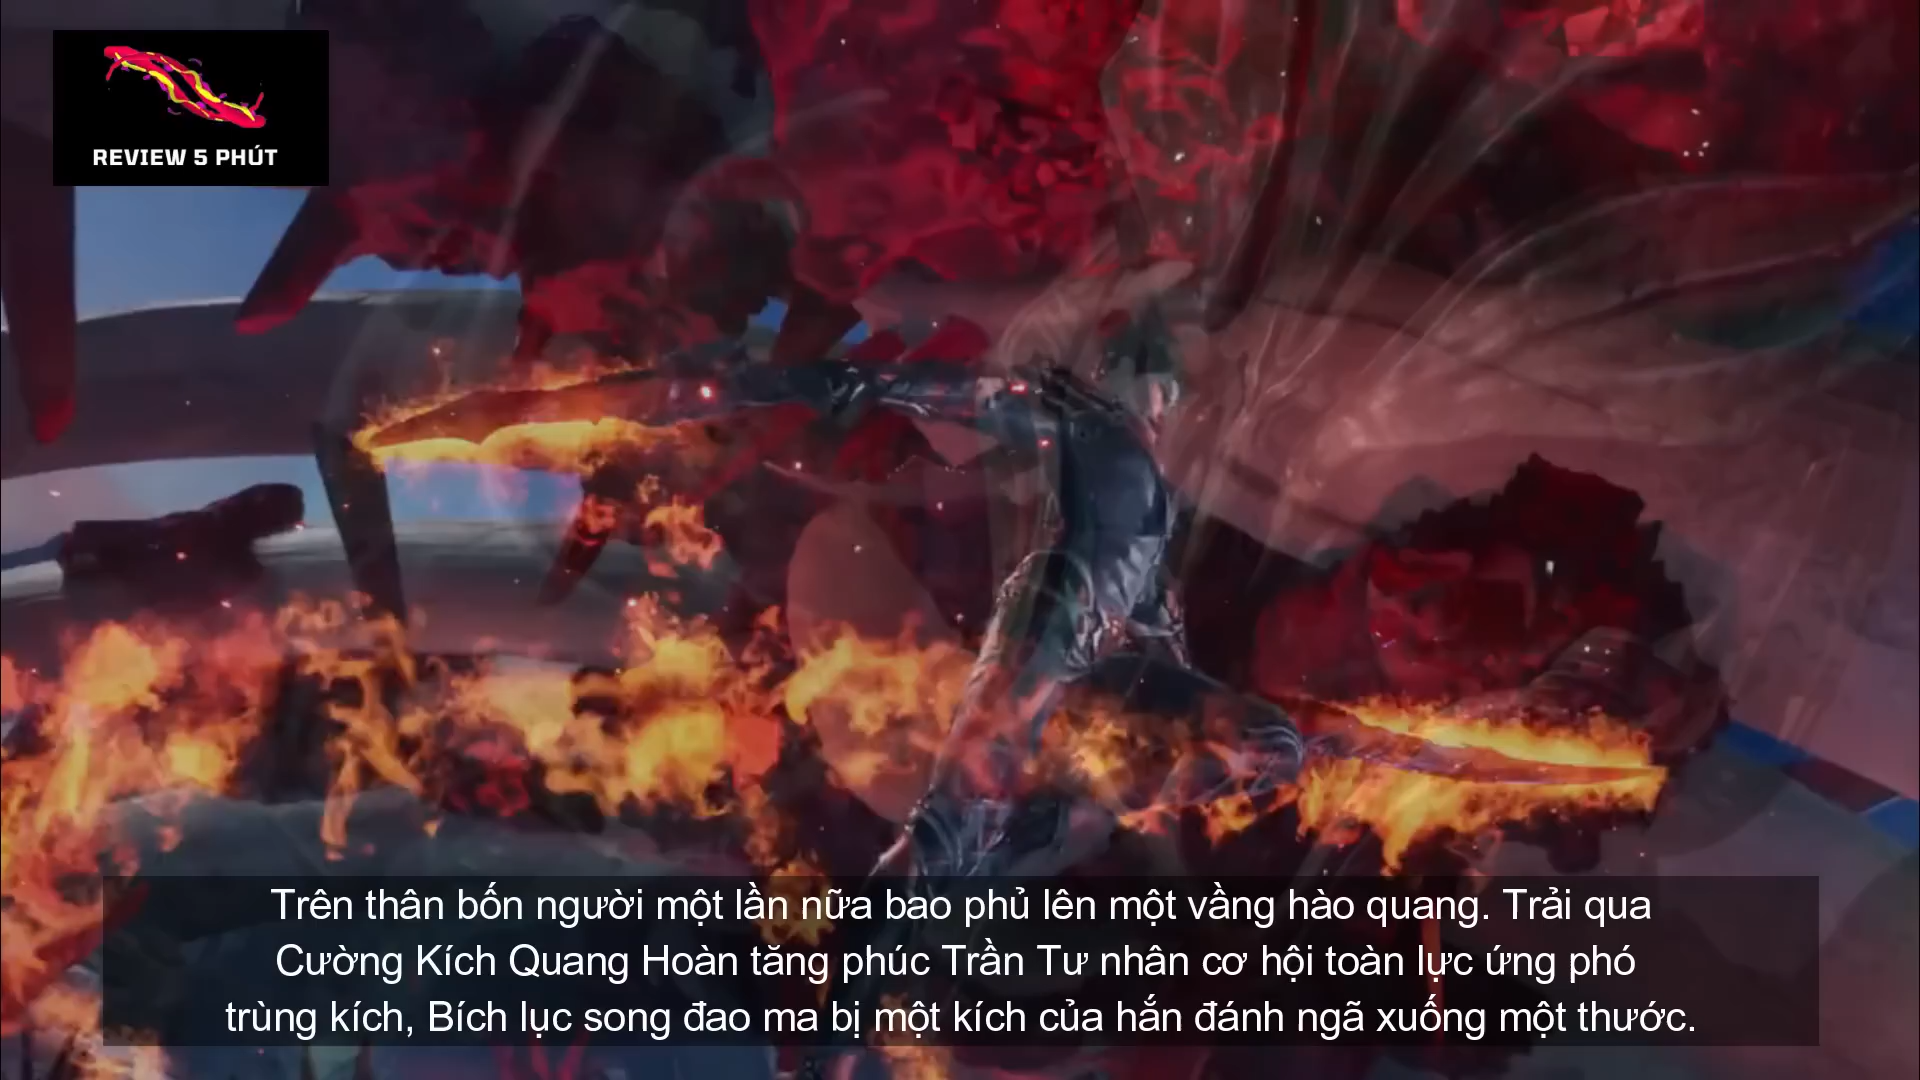 REVIEW 5 PHÚT
Trên thân bốn người một lần nữa bao phủ lên một vầng hào quang. Trải qua
Cường Kích Quang Hoàn tăng phúc Trần Tư nhân cơ hội toàn lực ứng phó
trùng kích, Bích lục song đao ma bị một kích của hắn đánh ngã xuống một thước.